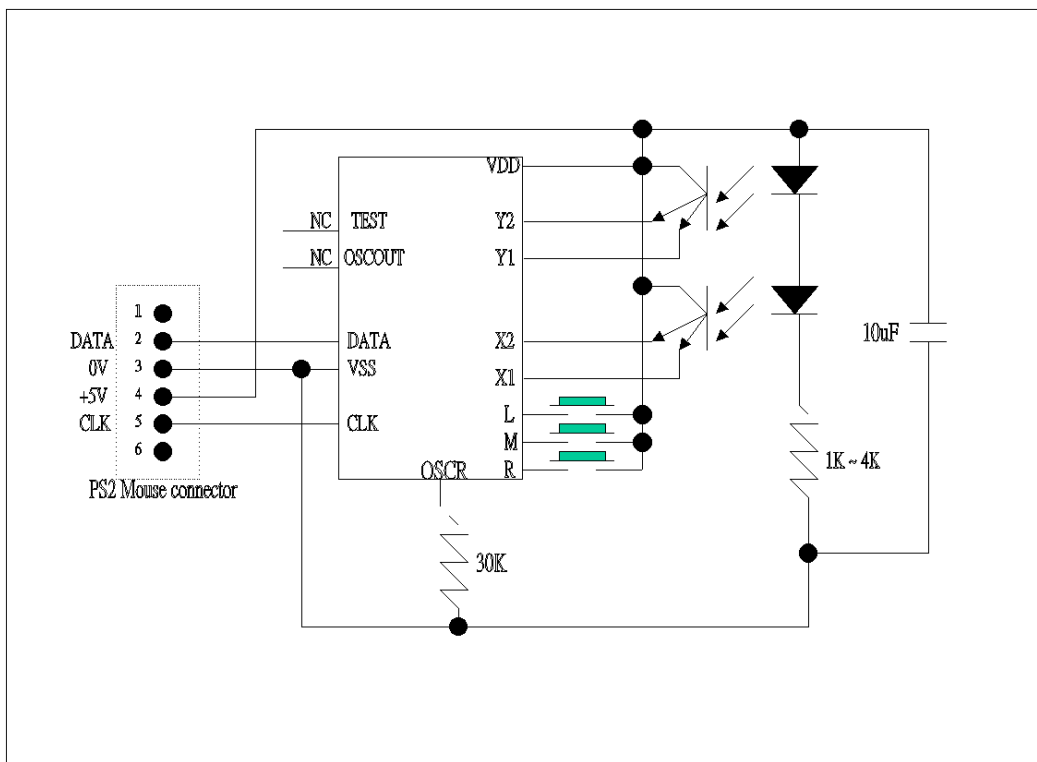 VDD
NC
TEST
Y2
NC
OSCOUT
Y1
1
DATA
2
DATA
X2
10uF
0V
3
VSS
X1
+5V
4
L
CLK
5
CLK
M
6
R
1K ~ 4K
OSCR
PS2 Mouse connector
30K